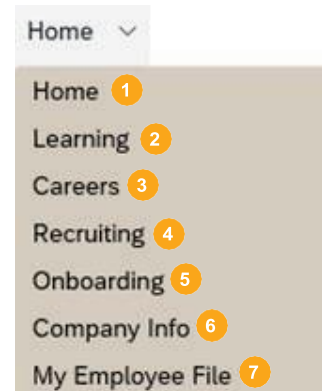 Home
Home 1
Learning 2
Careers 3
Recruiting 4
Onboarding 5
Company Info 6
My Employee File 7